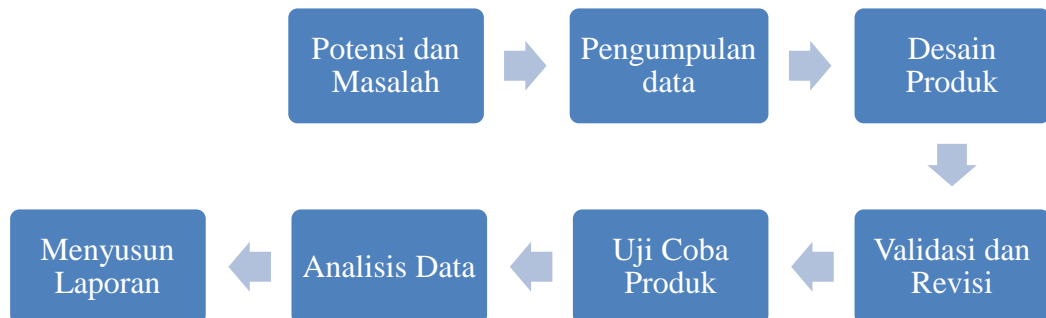 Potensi dan
Masalah
Pengumpulan
data
Desain
Produk
Validasi dan
Revisi
Uji Coba
Produk
Analisis Data
Menyusun
Laporan